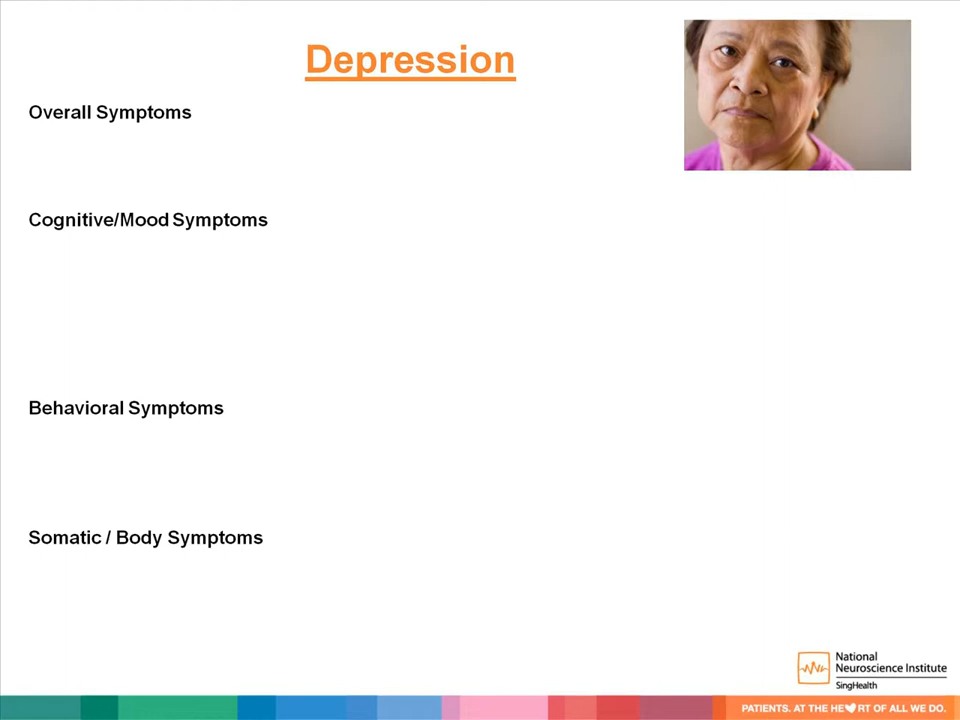 Depression
Overall Symptoms
Cognitive/Mood Symptoms
Behavioral Symptoms
Somatic / Body Symptoms
National
Neuroscience Institute
SingHealth
PATIENTS. AT THE HE♥RT OF ALL WE DO.